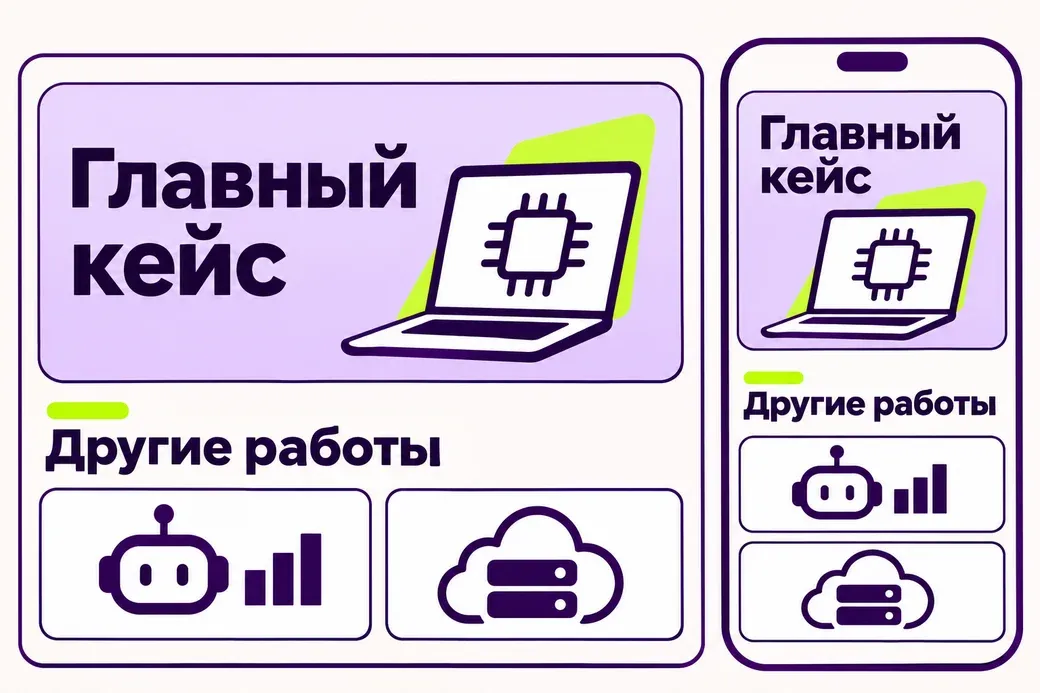 Главный
кейс
Другие работы
Главный
кейс
Другие работы